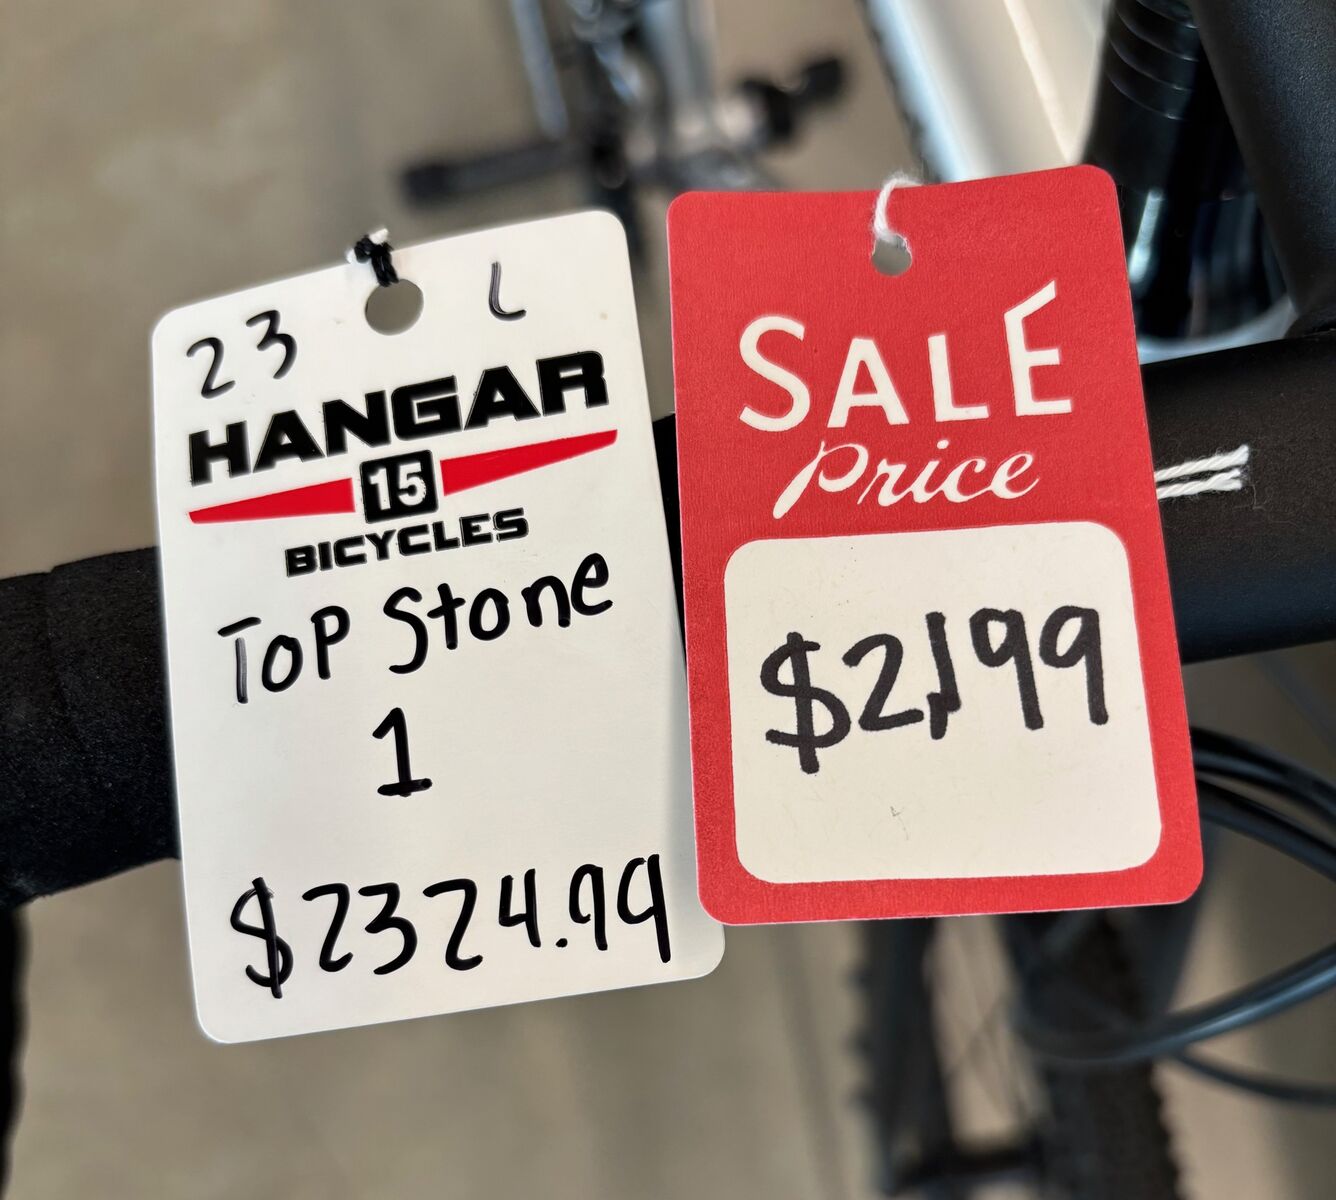 23 L
HANGAR
15
BICYCLES
Top Stone
1
$2324.99
SALE
Price
$2,199